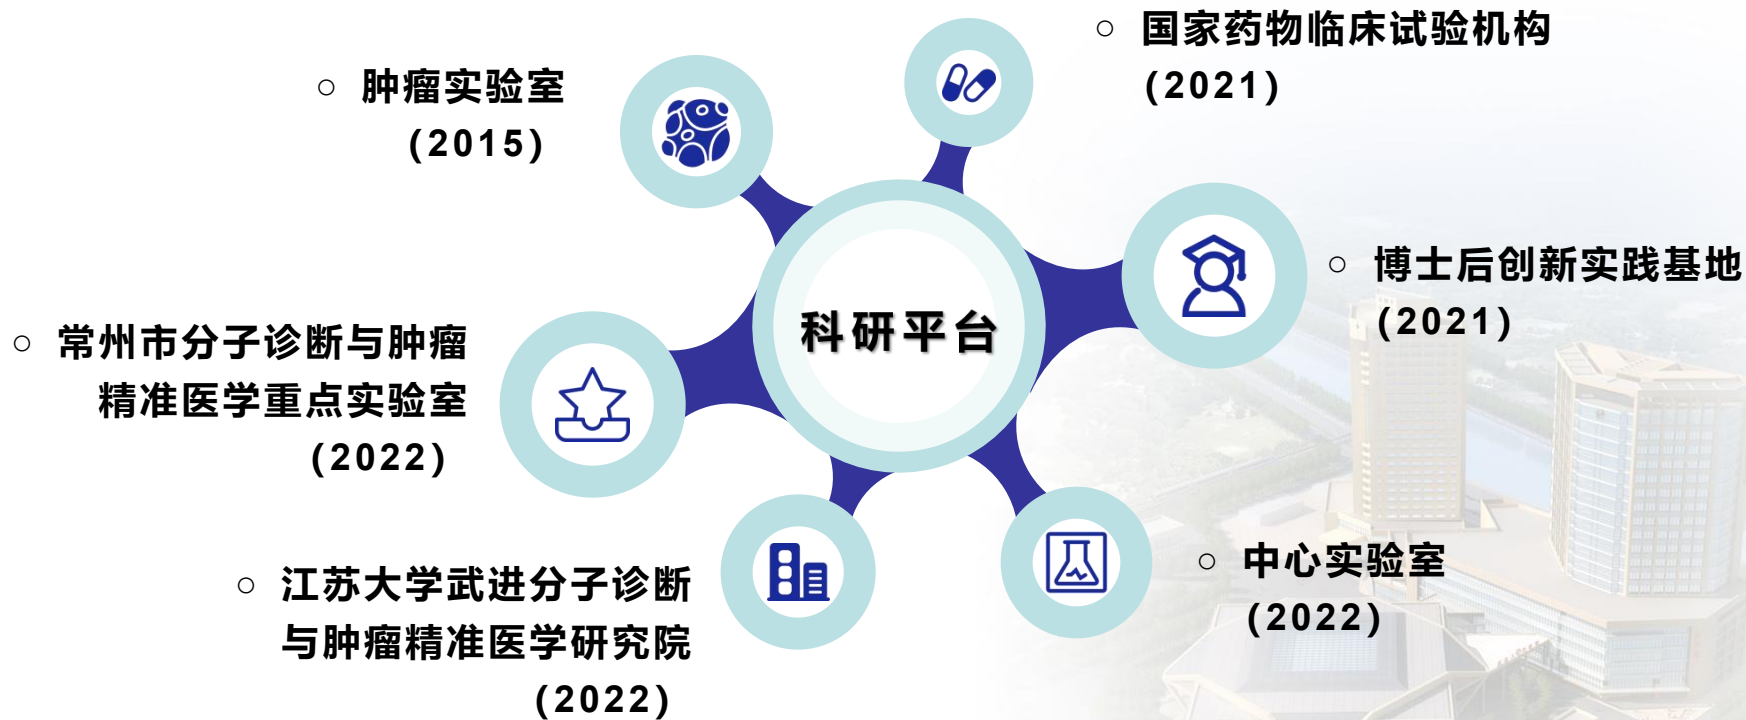 国家药物临床试验机构
(2021)
肿瘤实验室
(2015)
博士后创新实践基地
(2021)
科研平台
常州市分子诊断与肿瘤
精准医学重点实验室
(2022)
中心实验室
(2022)
江苏大学武进分子诊断
与肿瘤精准医学研究院
(2022)